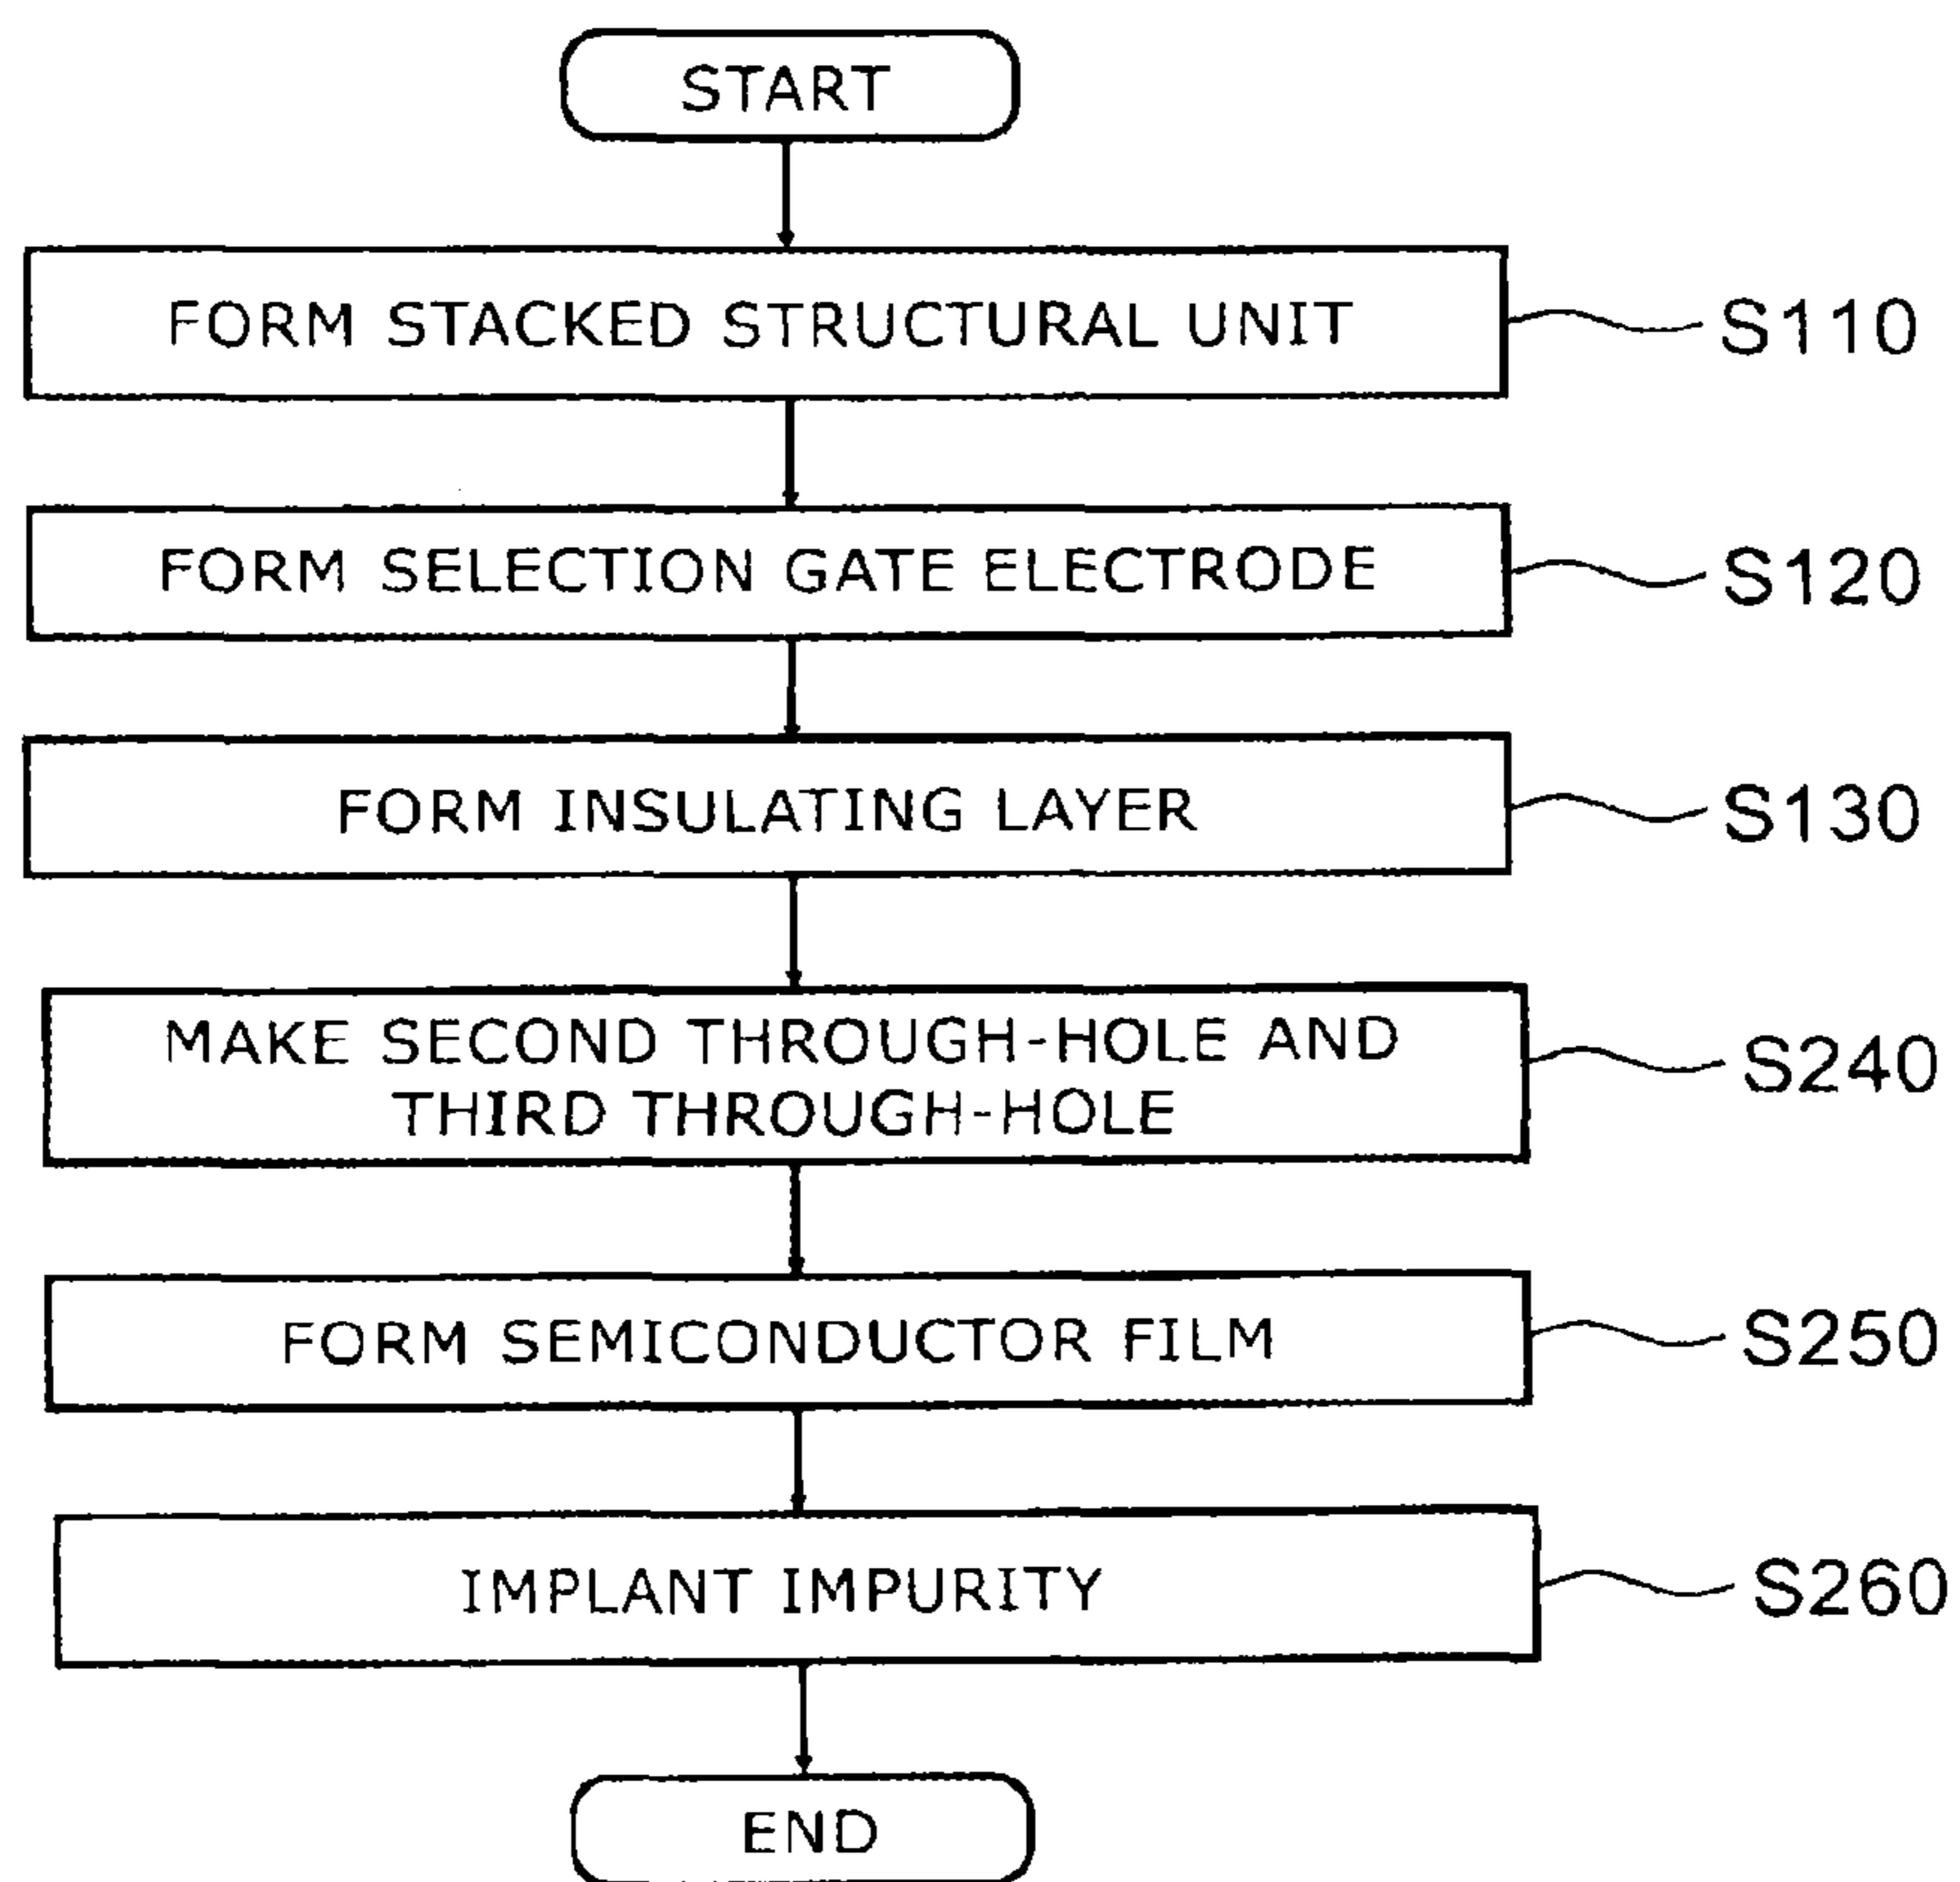 START
FORM STACKED STRUCTURAL UNIT
S110
FORM SELECTION GATE ELECTRODE
S120
FORM INSULATING LAYER
S130
MAKE SECOND THROUGH-HOLE AND
THIRD THROUGH-HOLE
S240
FORM SEMICONDUCTOR FILM
S250
IMPLANT IMPURITY
S260
END